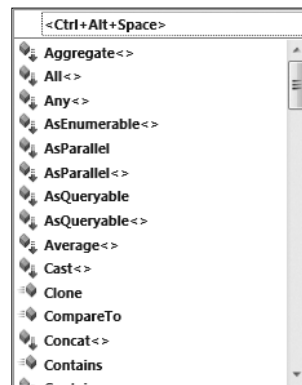 <Ctrl+Alt+Space>
Aggregate<>
All<>
Any<>
AsEnumerable<>
AsParallel
AsParallel<>
AsQueryable
AsQueryable<>
Average<>
Cast<>
Clone
CompareTo
Concat<>
Contains